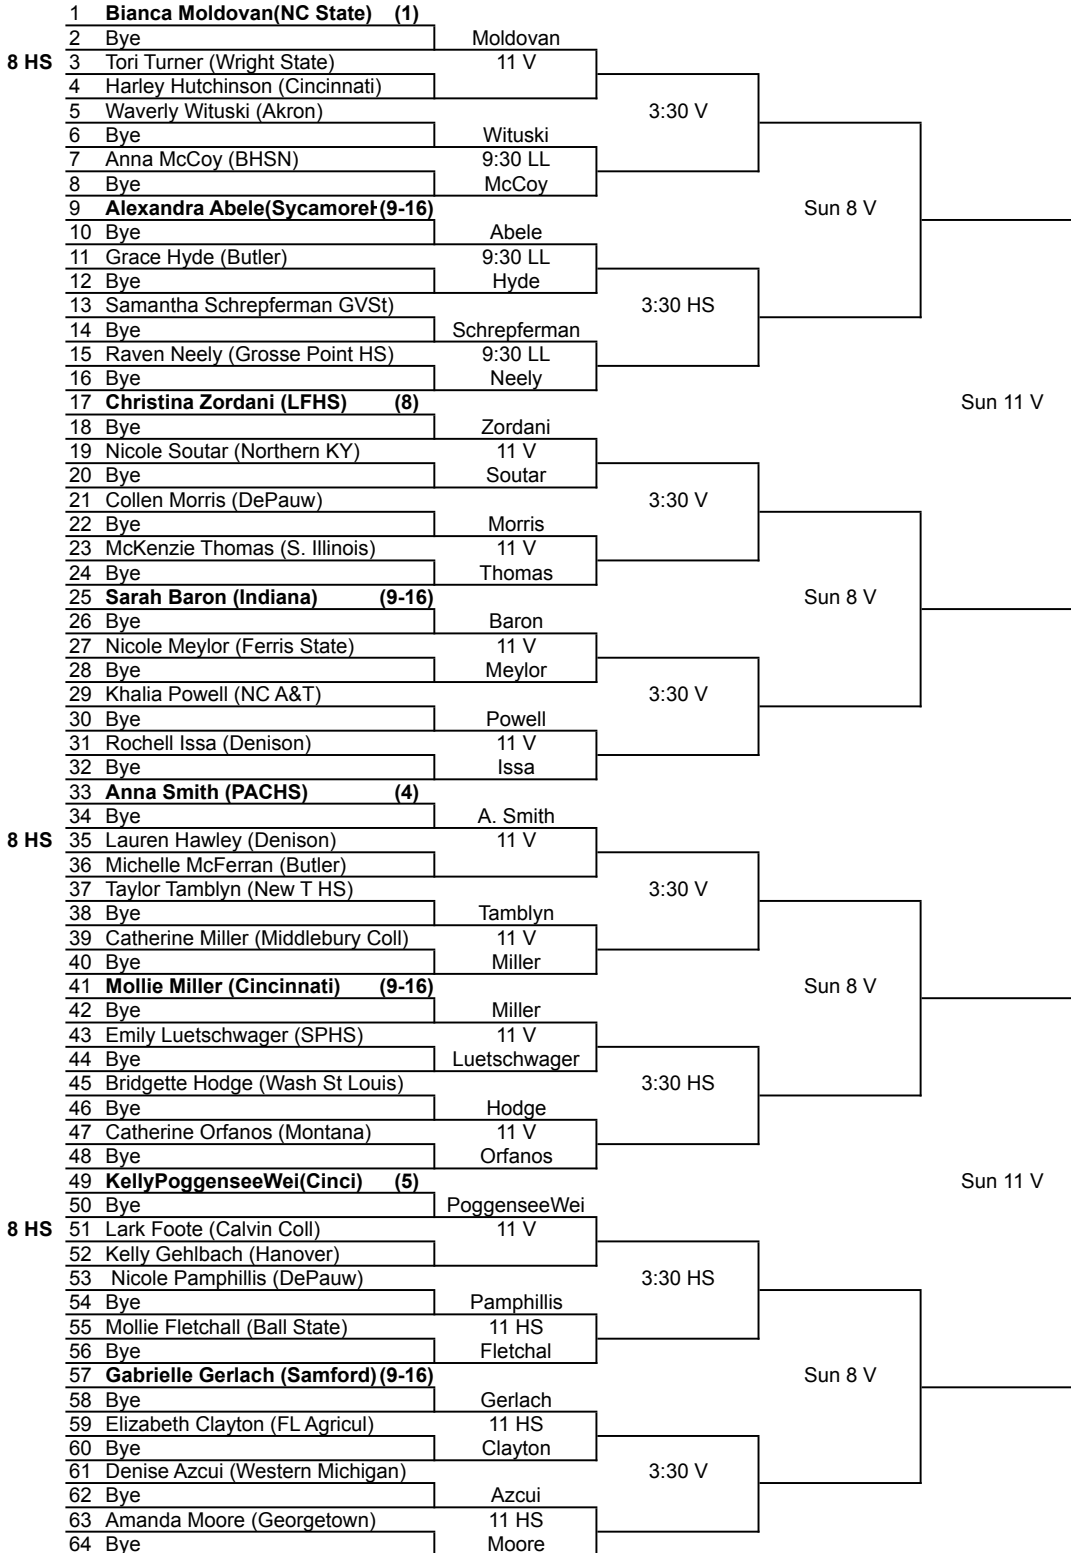 1 Bianca Moldovan(NC State) (1)
2 Bye Moldovan
8 HS 3 Tori Turner (Wright State) 11 V
4 Harley Hutchinson (Cincinnati)
5 Waverly Wituski (Akron) 3:30 V
6 Bye Wituski
7 Anna McCoy (BHSN) 9:30 LL
8 Bye McCoy
9 Alexandra Abele(SycamoreH (9-16) Sun 8 V
10 Bye Abele
11 Grace Hyde (Butler) 9:30 LL
12 Bye Hyde
13 Samantha Schrepferman GVSt) 3:30 HS
14 Bye Schrepferman
15 Raven Neely (Grosse Point HS) 9:30 LL
16 Bye Neely
17 Christina Zordani (LFHS) (8) Sun 11 V
18 Bye Zordani
19 Nicole Soutar (Northern KY) 11 V
20 Bye Soutar
21 Collen Morris (DePauw) 3:30 V
22 Bye Morris
23 McKenzie Thomas (S. Illinois) 11 V
24 Bye Thomas
25 Sarah Baron (Indiana) (9-16) Sun 8 V
26 Bye Baron
27 Nicole Meylor (Ferris State) 11 V
28 Bye Meylor
29 Khalia Powell (NC A&T) 3:30 V
30 Bye Powell
31 Rochell Issa (Denison) 11 V
32 Bye Issa
33 Anna Smith (PACHS) (4)
34 Bye A. Smith
8 HS 35 Lauren Hawley (Denison) 11 V
36 Michelle McFerran (Butler)
37 Taylor Tamblyn (New T HS) 3:30 V
38 Bye Tamblyn
39 Catherine Miller (Middlebury Coll) 11 V
40 Bye Miller
41 Mollie Miller (Cincinnati) (9-16) Sun 8 V
42 Bye Miller
43 Emily Luetschwager (SPHS) 11 V
44 Bye Luetschwager
45 Bridgette Hodge (Wash St Louis) 3:30 HS
46 Bye Hodge
47 Catherine Orfanos (Montana) 11 V
48 Bye Orfanos
49 KellyPoggenseeWei(Cinci) (5) Sun 11 V
50 Bye PoggenseeWei
8 HS 51 Lark Foote (Calvin Coll) 11 V
52 Kelly Gehlbach (Hanover)
53 Nicole Pamphillis (DePauw) 3:30 HS
54 Bye Pamphillis
55 Mollie Fletchall (Ball State) 11 HS
56 Bye Fletchal
57 Gabrielle Gerlach (Samford) (9-16) Sun 8 V
58 Bye Gerlach
59 Elizabeth Clayton (FL Agricul) 11 HS
60 Bye Clayton
61 Denise Azcui (Western Michigan) 3:30 V
62 Bye Azcui
63 Amanda Moore (Georgetown) 11 HS
64 Bye Moore